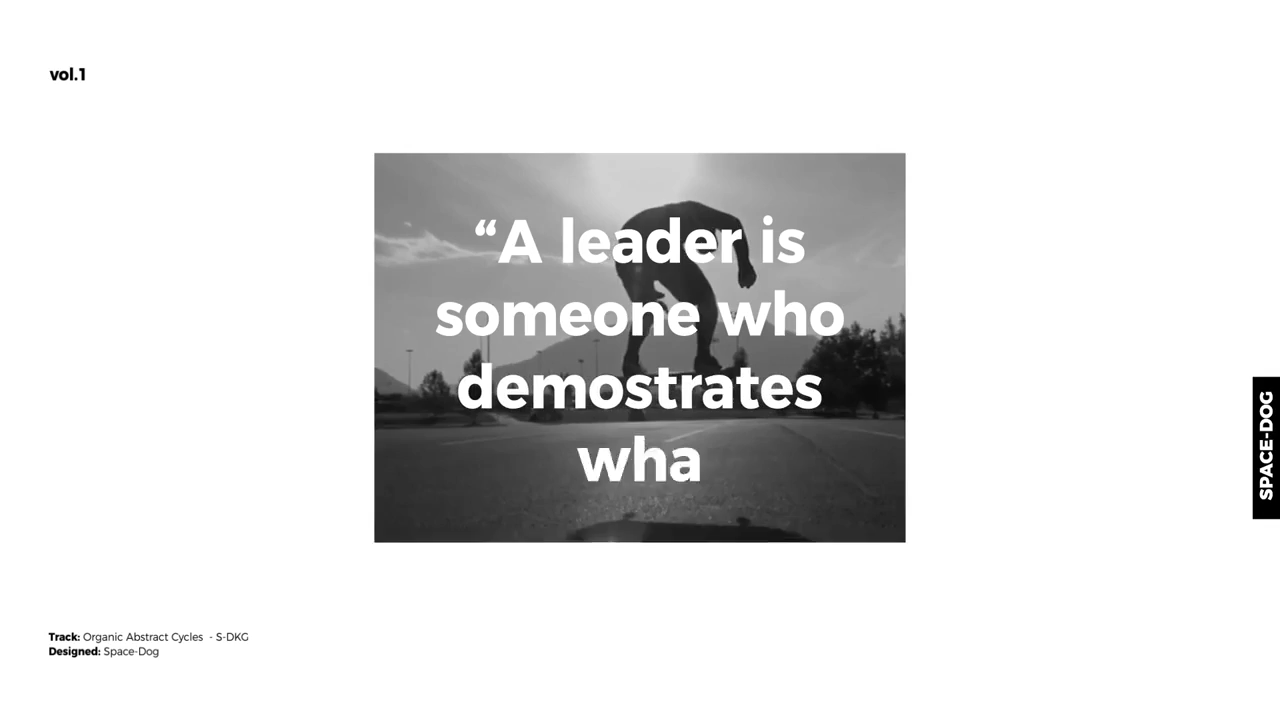 vol.1
“A leader is
someone who
demostrates
wha
SPACE-DOG
Track: Organic Abstract Cycles - S-DKG
Designed: Space-Dog